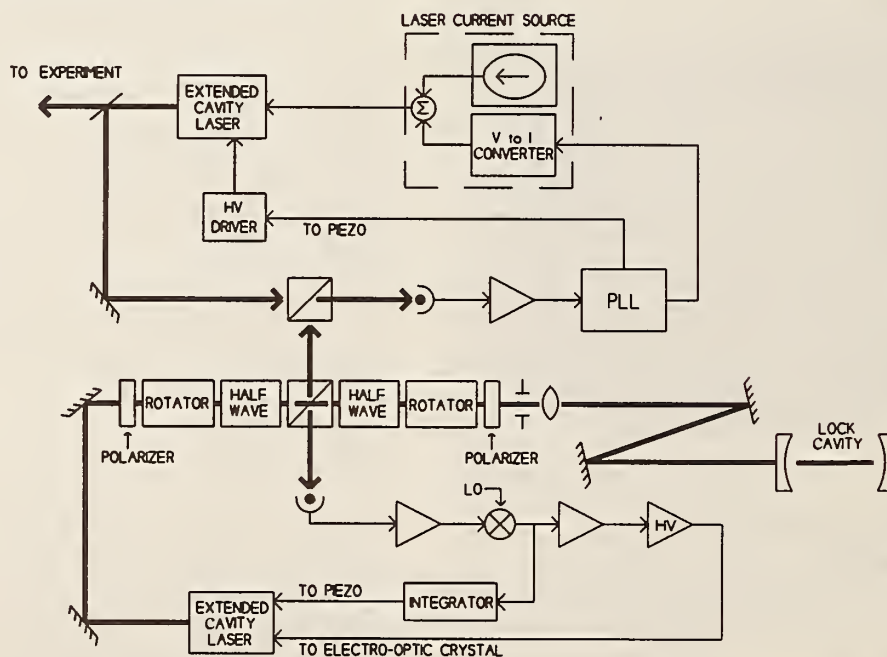 LASER CURRENT SOURCE
TO EXPERIMENT
EXTENDED
CAVITY
LASER
Σ
V to I
CONVERTER
HV
DRIVER
TO PIEZO
PLL
ROTATOR
HALF
WAVE
HALF
WAVE
ROTATOR
POLARIZER
POLARIZER
LOCK
CAVITY
LO
HV
EXTENDED
CAVITY
LASER
TO PIEZO
INTEGRATOR
TO ELECTRO-OPTIC CRYSTAL